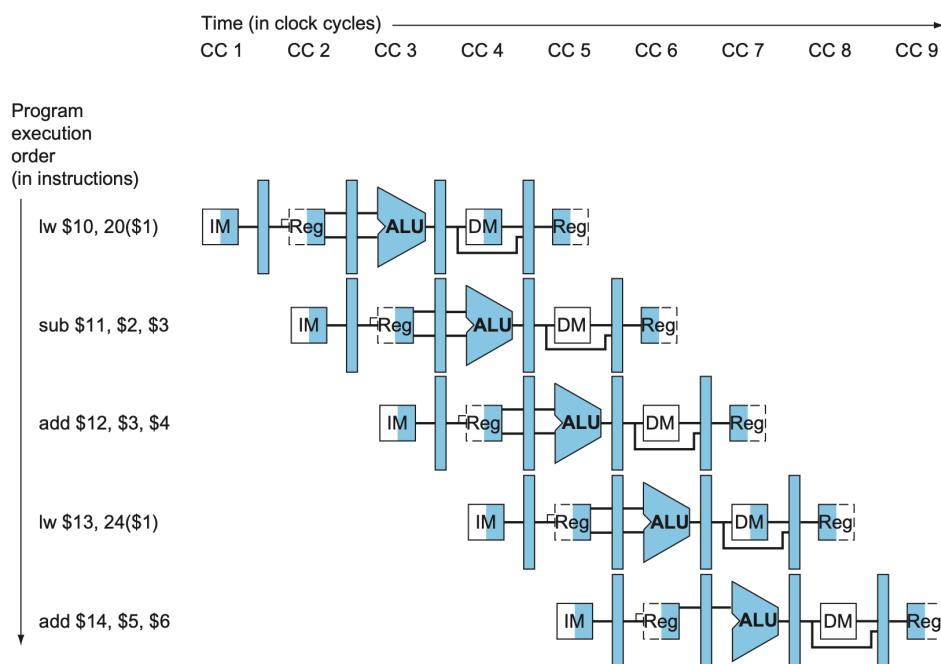 Time (in clock cycles)
CC 1 CC 2 CC 3 CC 4 CC 5 CC 6 CC 7 CC 8 CC 9
Program
execution
order
(in instructions)
lw $10, 20($1) IM Reg ALU DM Reg
sub $11, $2, $3 IM Reg ALU DM Reg
add $12, $3, $4 IM Reg ALU DM Reg
lw $13, 24($1) IM Reg ALU DM Reg
add $14, $5, $6 IM Reg ALU DM Reg